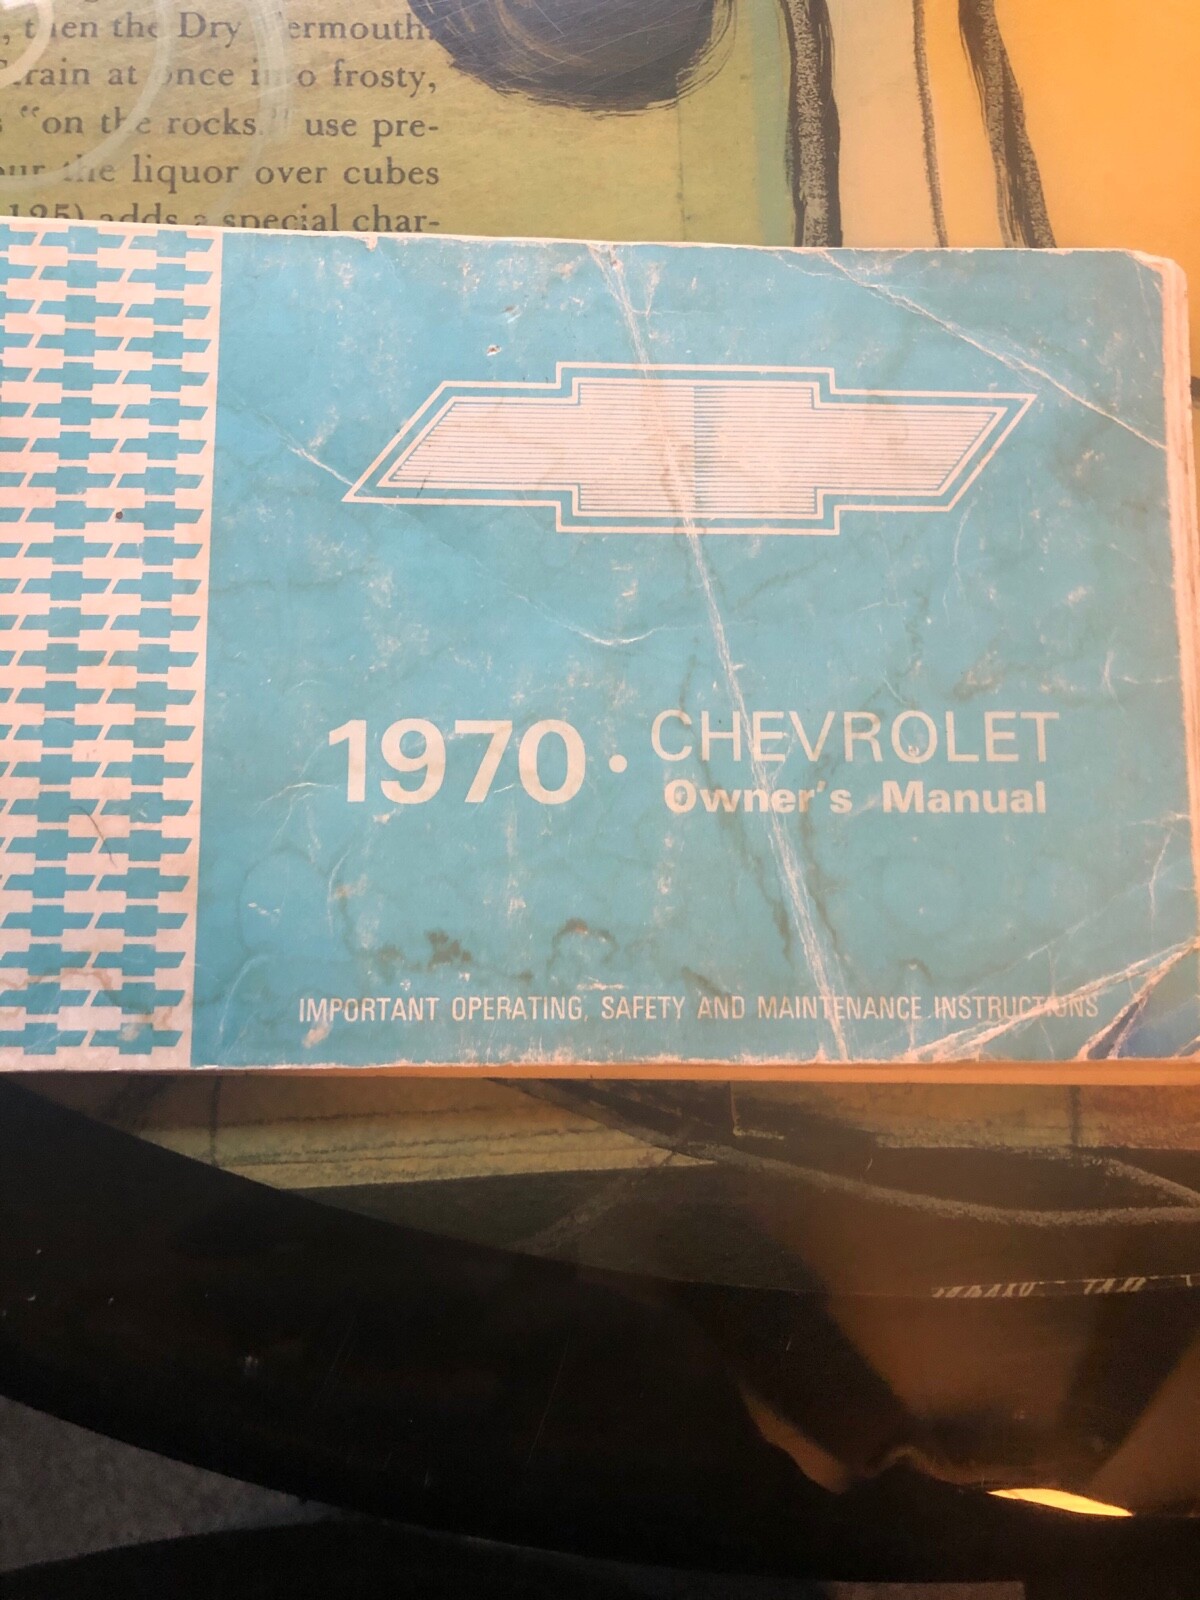 then the Dry Vermouth.
at once into frosty,
"on the rocks." use pre-
the liquor over cubes
125) adds a special char-
1970 • CHEVROLET
Owner's Manual
IMPORTANT OPERATING, SAFETY AND MAINTENANCE INSTRUCTIONS